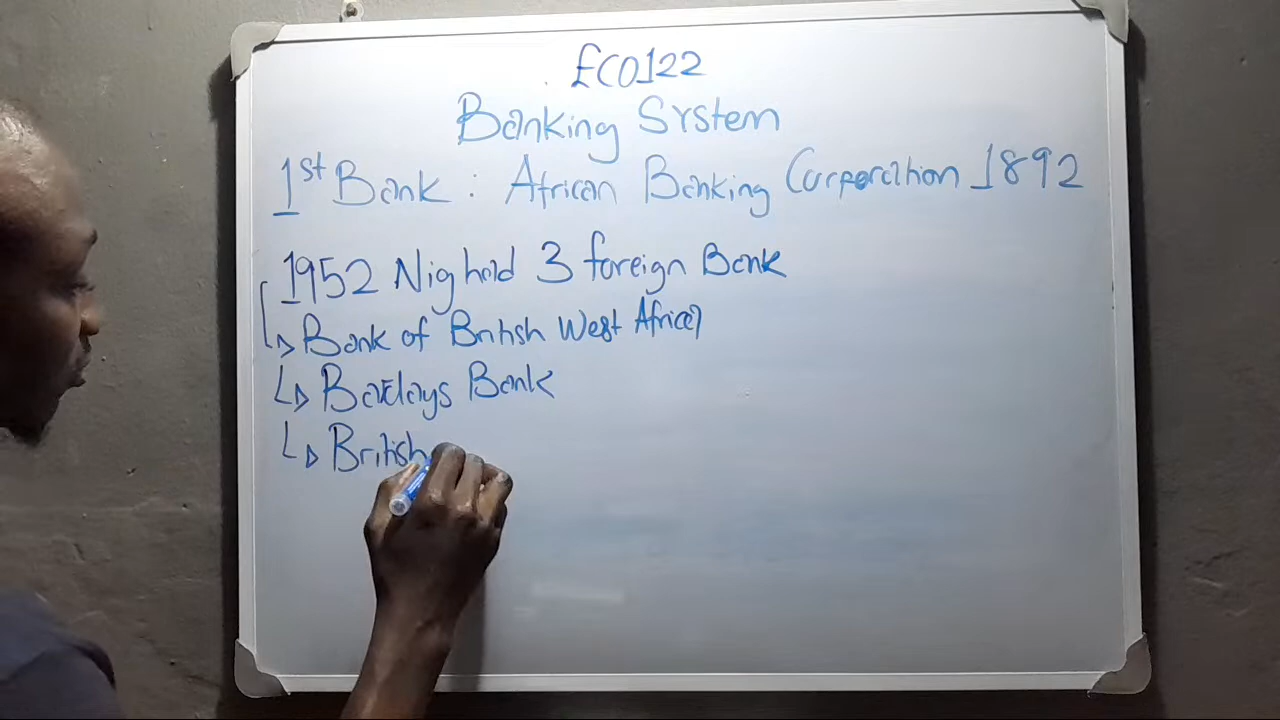 ECO122
Banking System
1st Bank : African Banking Corporation 1892
1952 Nig hold 3 foreign Bank
Bank of British West Africa
Barclays Bank
British